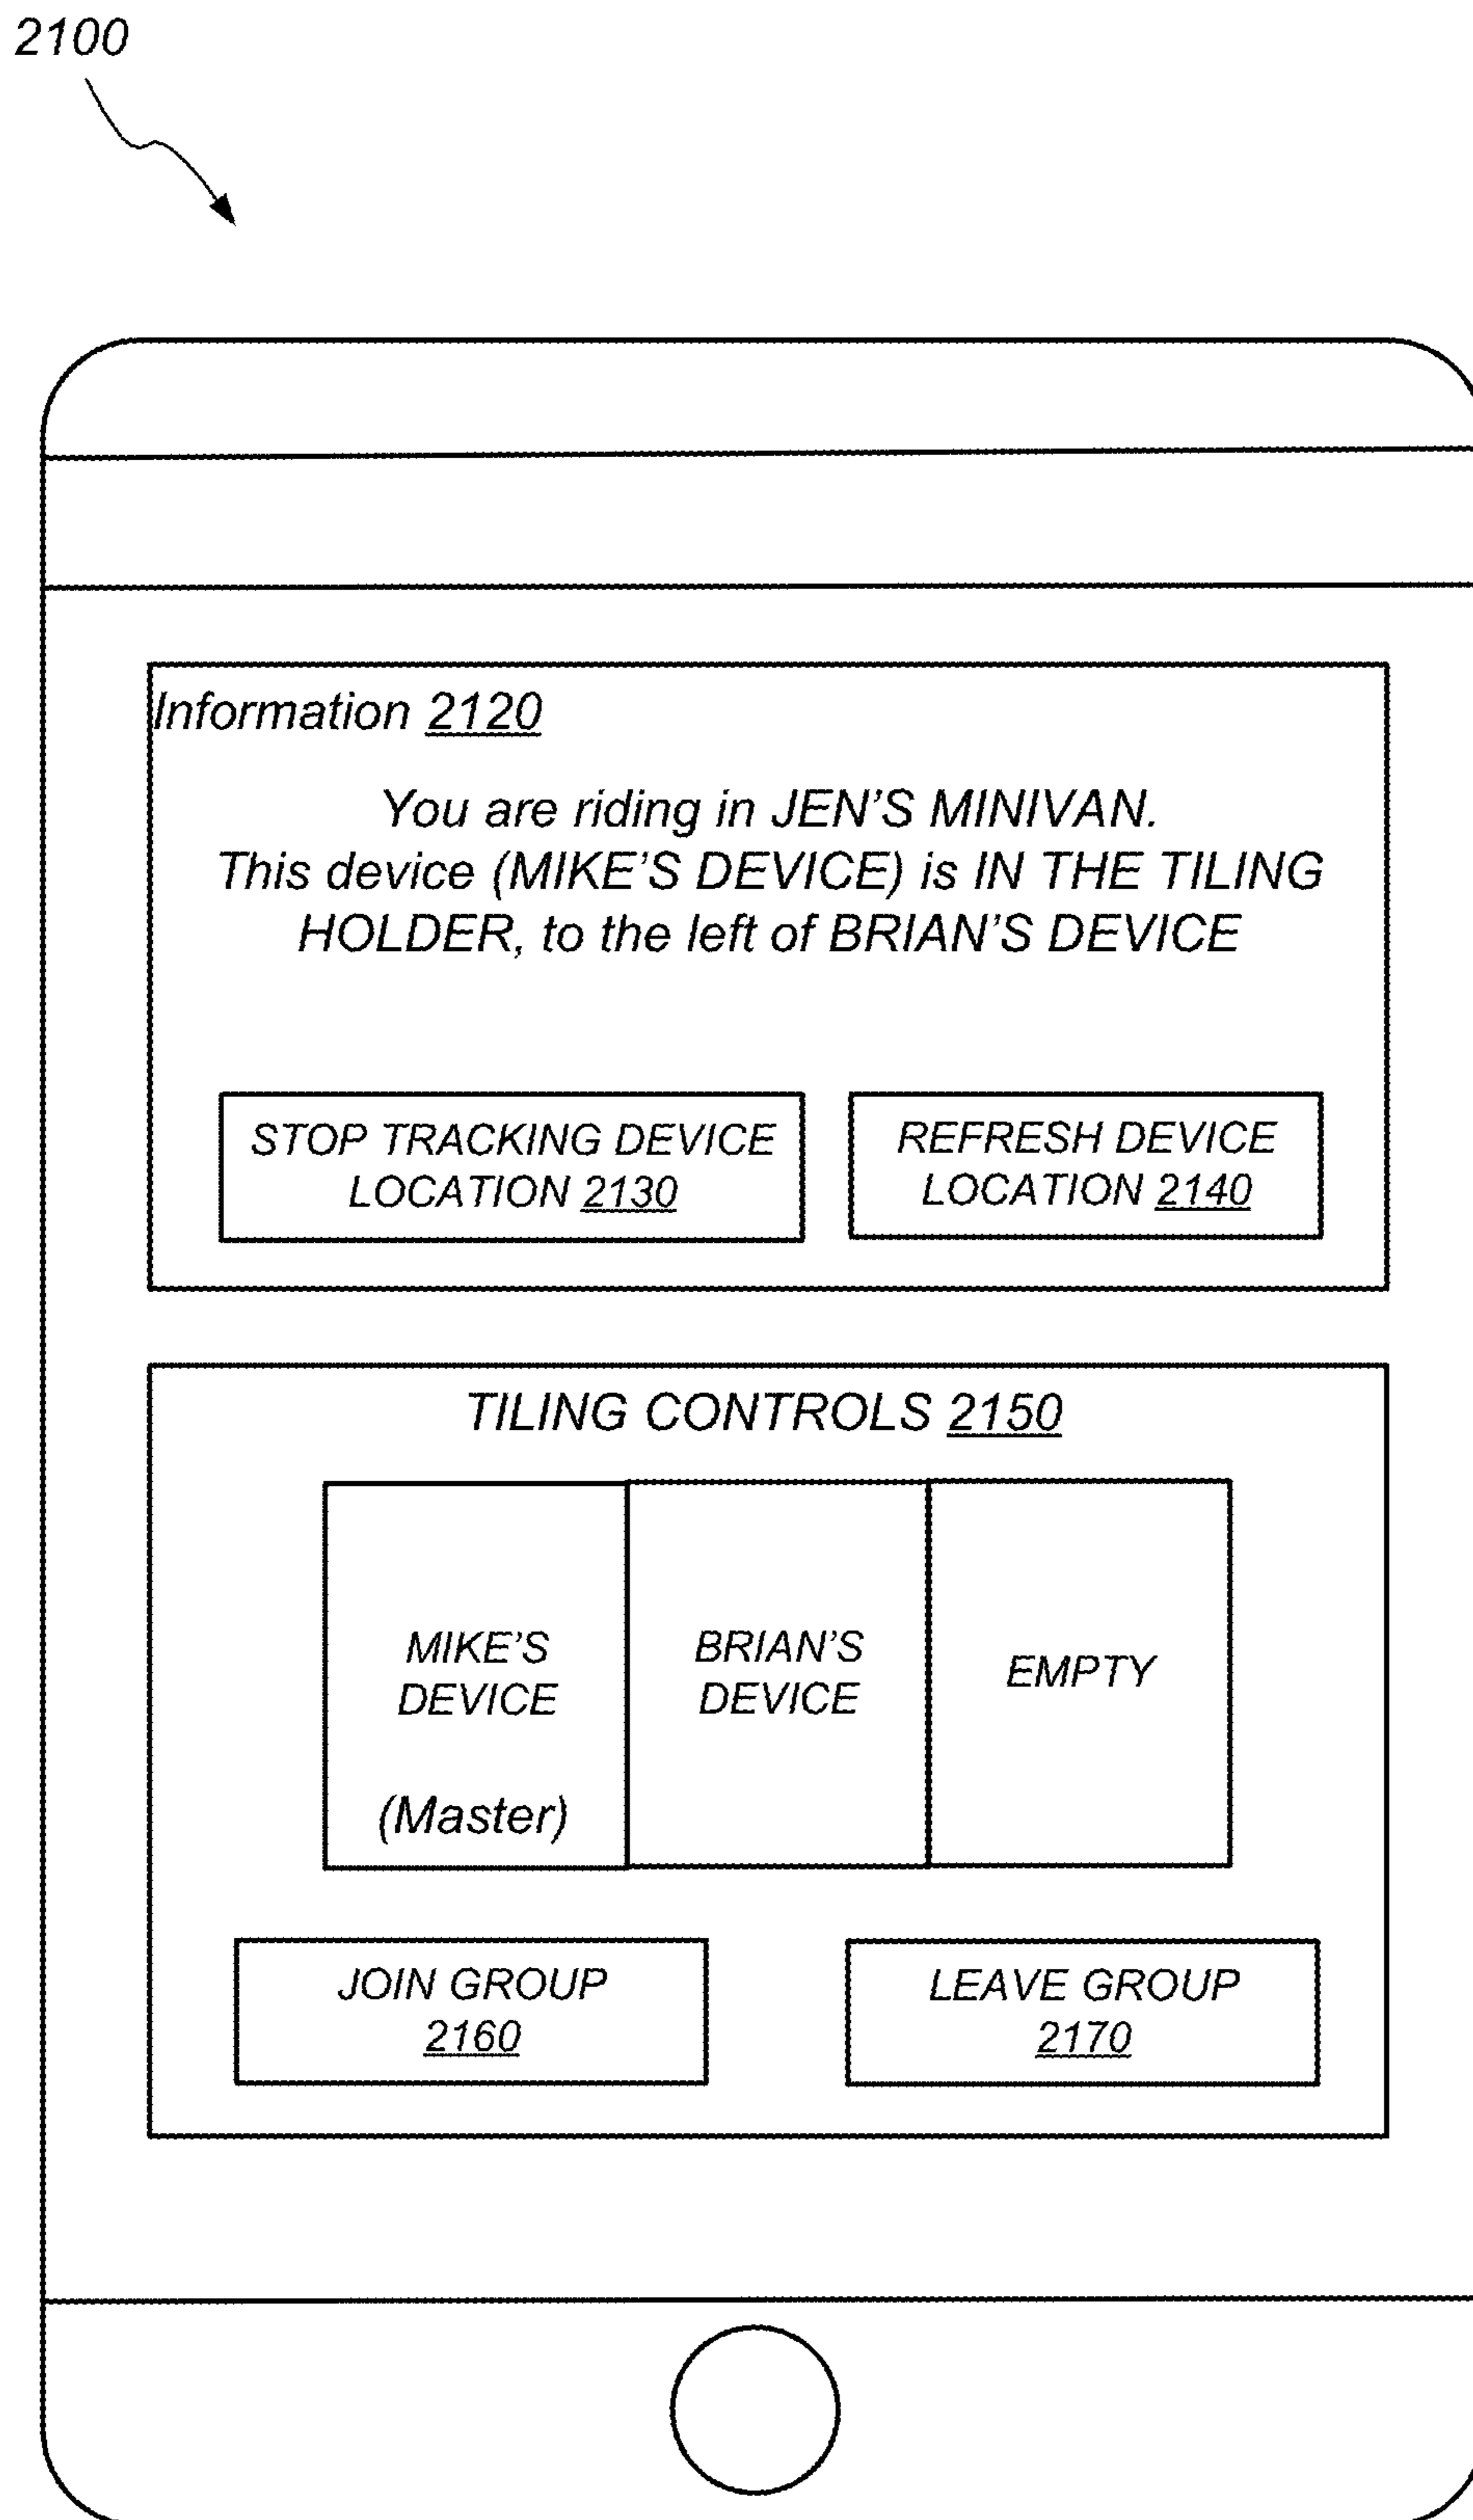 2100
Information 2120
You are riding in JEN'S MINIVAN.
This device (MIKE'S DEVICE) is IN THE TILING
HOLDER, to the left of BRIAN'S DEVICE
STOP TRACKING DEVICE
LOCATION 2130
REFRESH DEVICE
LOCATION 2140
TILING CONTROLS 2150
MIKE'S
DEVICE
(Master)
BRIAN'S
DEVICE
EMPTY
JOIN GROUP
2160
LEAVE GROUP
2170